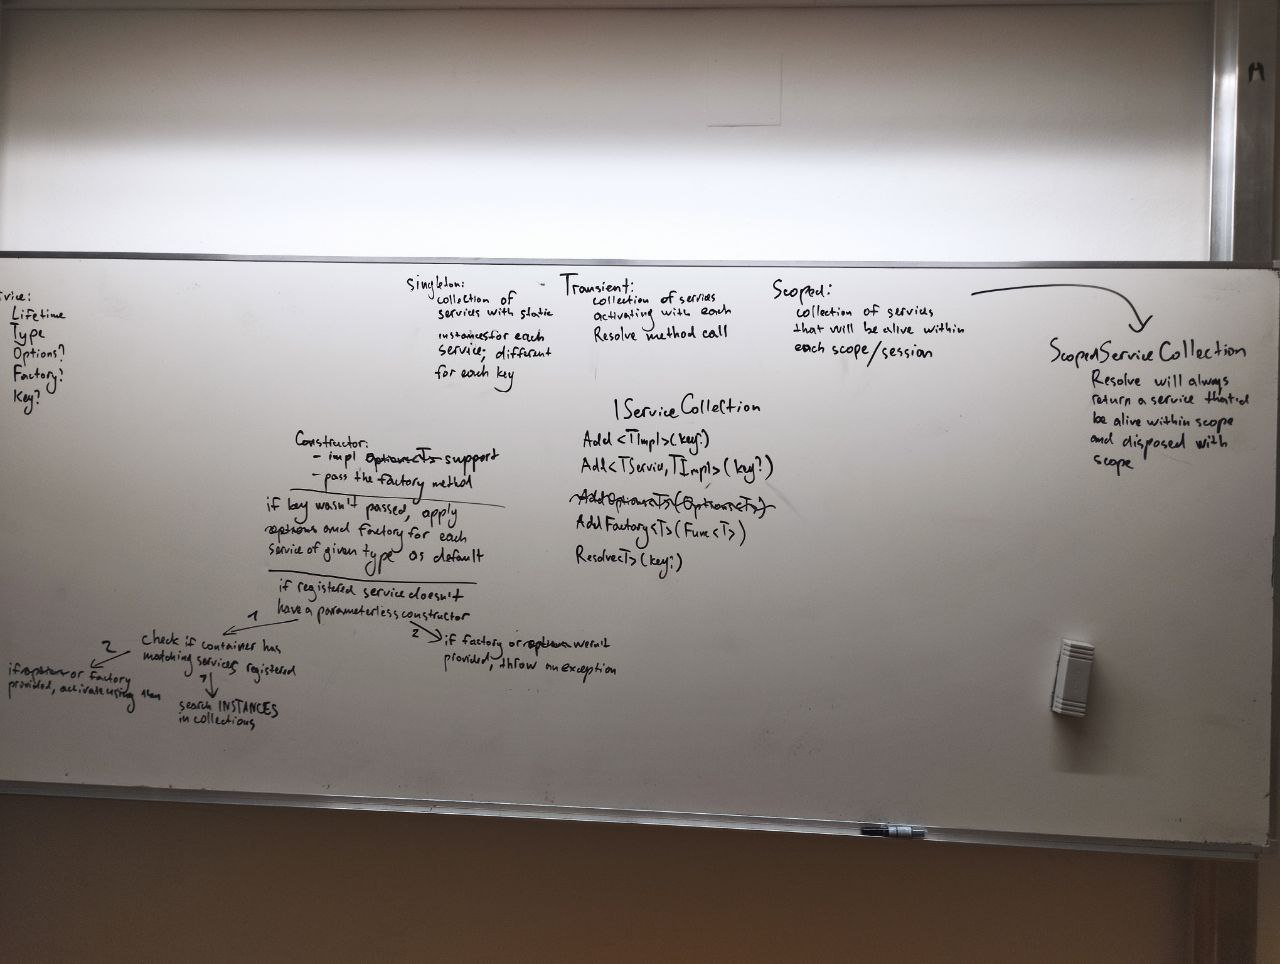 vice:
Lifetime
Type
Options?
Factory?
Key?
Singleton:
collection of
services with static
instances for each
service; different
for each key
Transient:
collection of servies
activating with each
Resolve method call
Scoped:
collection of servies
that will be alive within
each scope/session
ScopedServiceCollection
Resolve will always
return a service that'd
be alive within scope
and disposed with
scope
IServiceCollection
Add<TImpl>(key?)
Add<TService, TImpl>(key?)
AddOptions<T>(Options<T>)
AddFactory<T>(Func<T>)
Resolve<T>(key?)
Constructor:
- impl Options<T> support
- pass the factory method
if key wasn't passed, apply
options and factory for each
service of given type as default
if registered service doesn't
have a parameterless constructor
1
2
check if container has
matching services registered
2
if option or factory
provided, activate using them
1
search INSTANCES
in collections
if factory or options weren't
provided, throw an exception